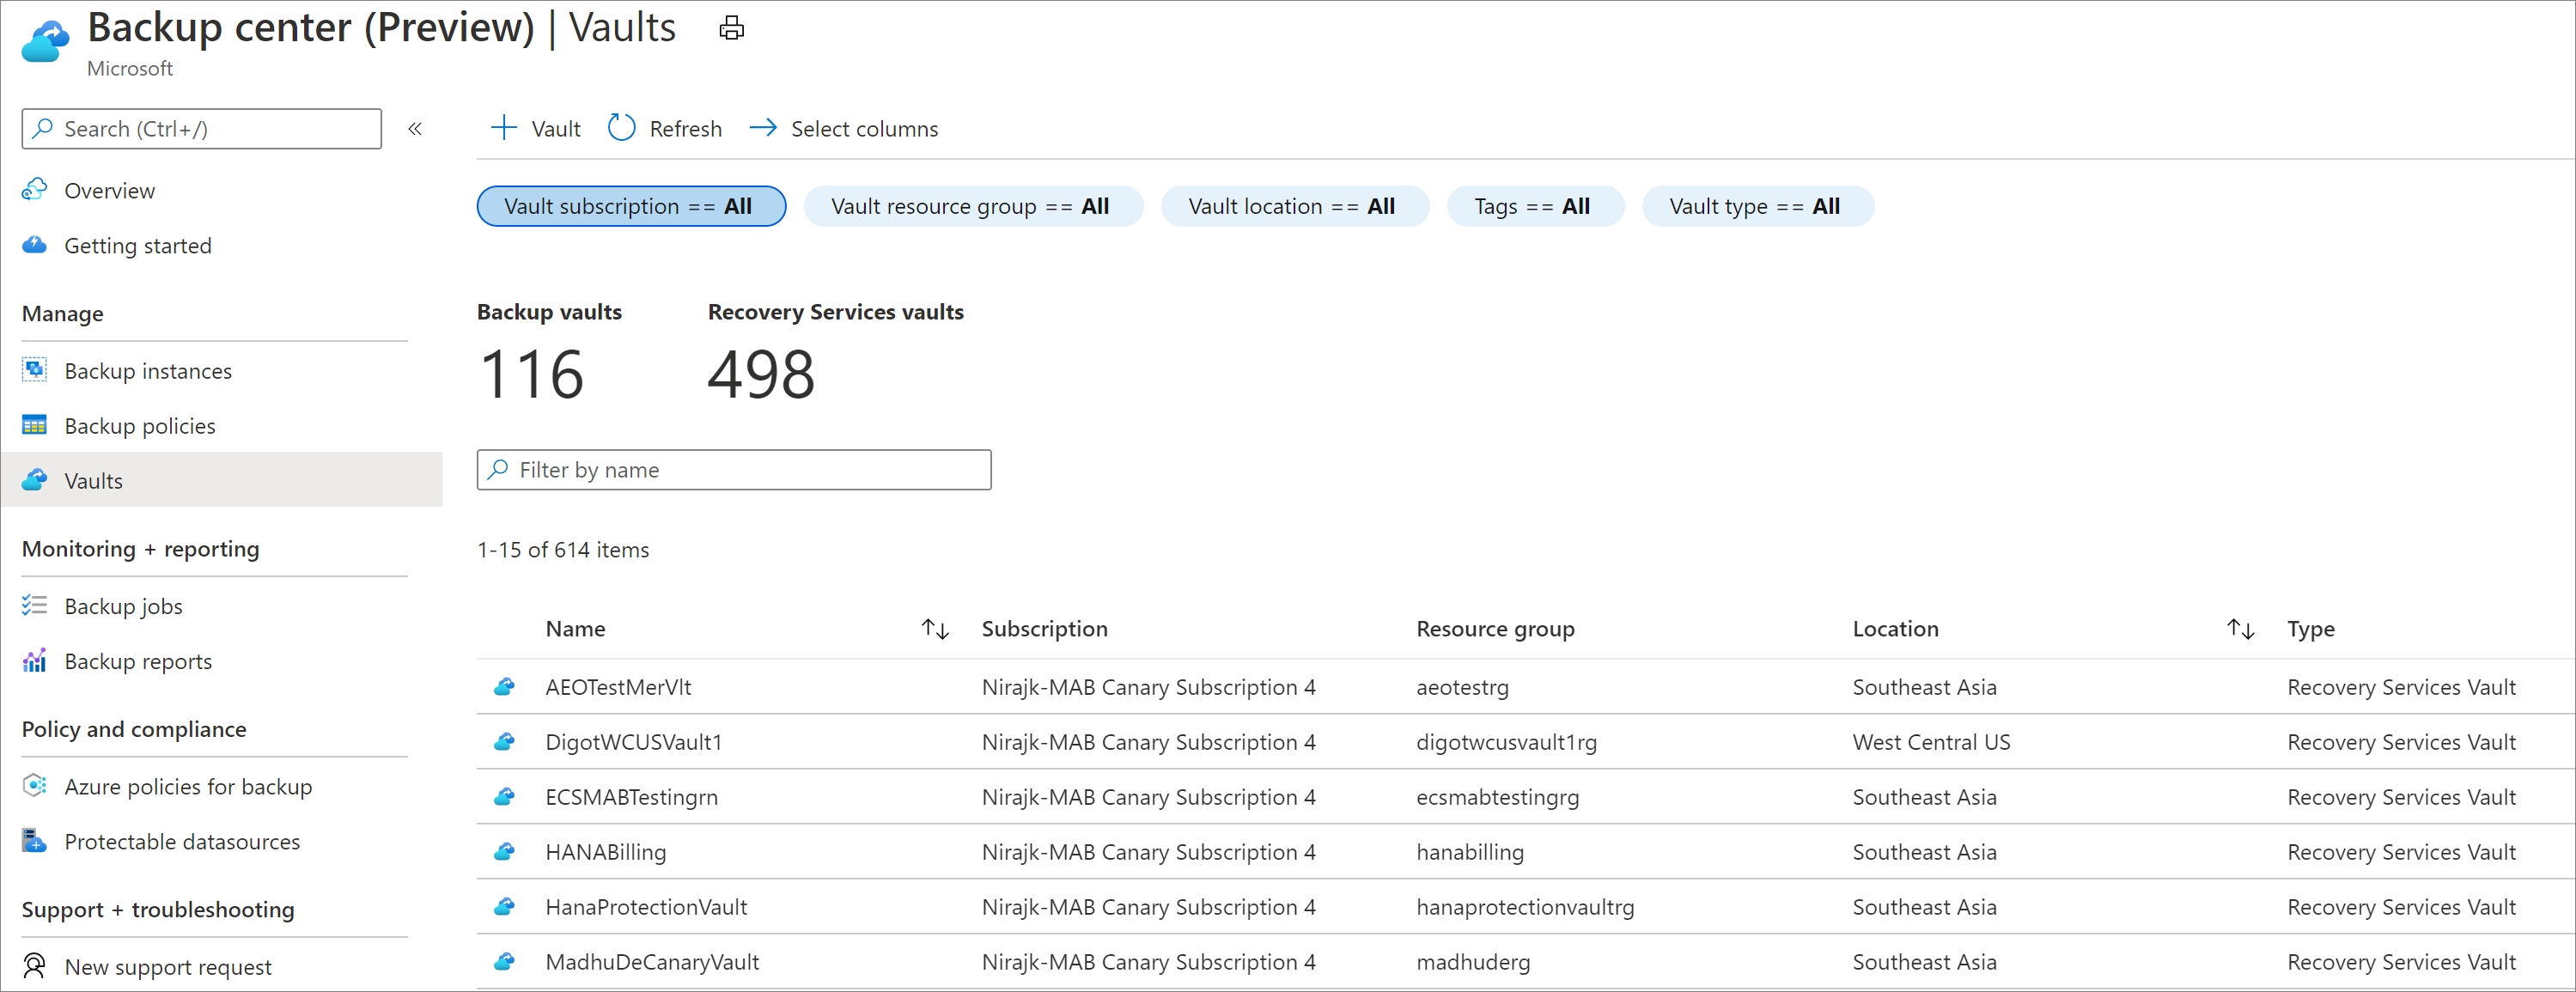 Backup center (Preview) | Vaults
Microsoft
Search (Ctrl+/)
«
Overview
Getting started
Manage
Backup instances
Backup policies
Vaults
Monitoring + reporting
Backup jobs
Backup reports
Policy and compliance
Azure policies for backup
Protectable datasources
Support + troubleshooting
New support request
Vault Refresh Select columns
Vault subscription == All Vault resource group == All Vault location == All Tags == All Vault type == All
Backup vaults Recovery Services vaults
116 498
Filter by name
1-15 of 614 items
Name Subscription Resource group Location Type
AEOTestMerVlt Nirajk-MAB Canary Subscription 4 aeotestrg Southeast Asia Recovery Services Vault
DigotWCUSVault1 Nirajk-MAB Canary Subscription 4 digotwcusvault1rg West Central US Recovery Services Vault
ECSMABTestingrn Nirajk-MAB Canary Subscription 4 ecsmabtestingrg Southeast Asia Recovery Services Vault
HANABilling Nirajk-MAB Canary Subscription 4 hanabilling Southeast Asia Recovery Services Vault
HanaProtectionVault Nirajk-MAB Canary Subscription 4 hanaprotectionvaultrg Southeast Asia Recovery Services Vault
MadhuDeCanaryVault Nirajk-MAB Canary Subscription 4 madhuderg Southeast Asia Recovery Services Vault